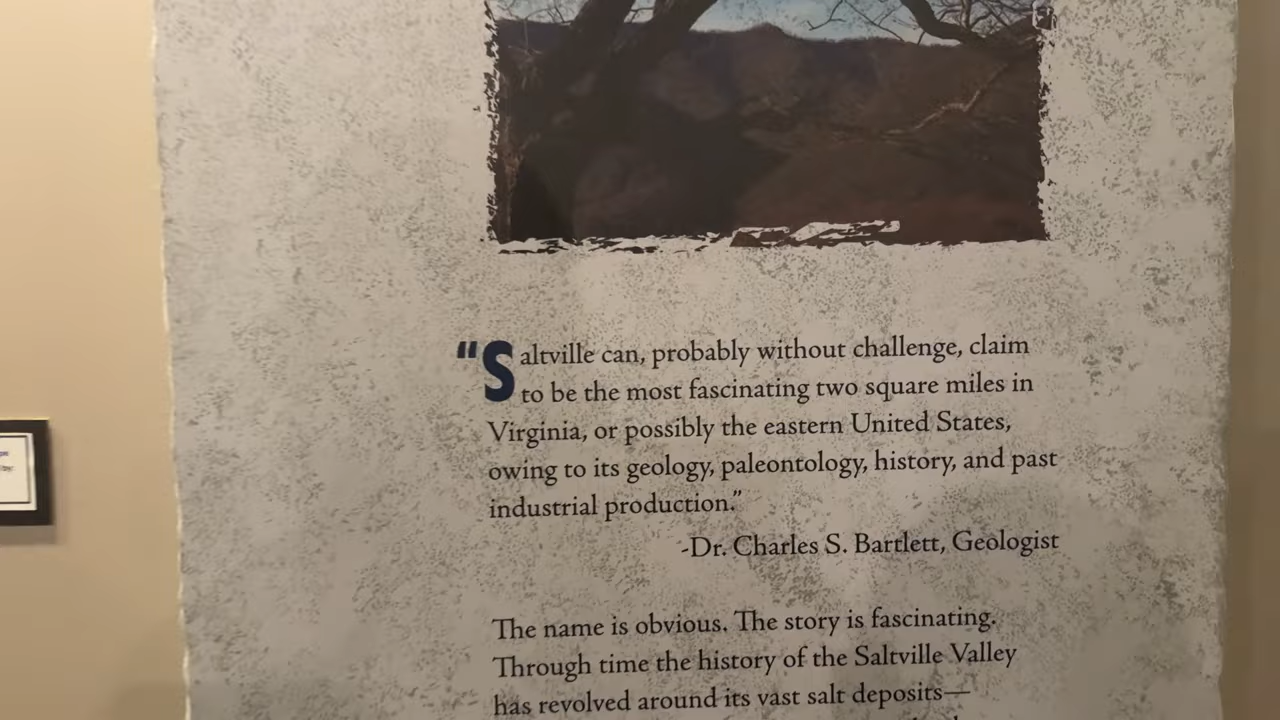 "Saltville can, probably without challenge, claim
to be the most fascinating two square miles in
Virginia, or possibly the eastern United States,
owing to its geology, paleontology, history, and past
industrial production."
-Dr. Charles S. Bartlett, Geologist
The name is obvious. The story is fascinating.
Through time the history of the Saltville Valley
has revolved around its vast salt deposits—